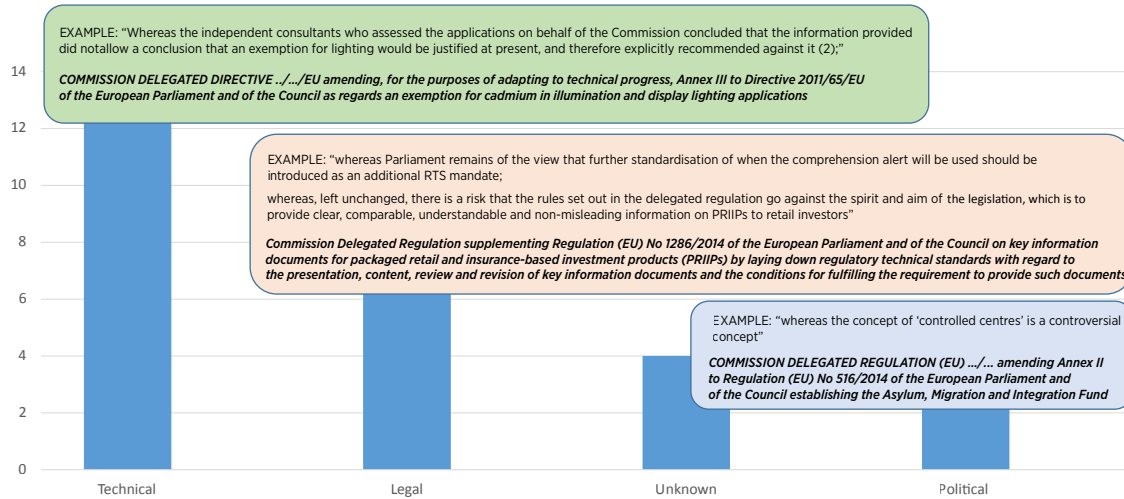 EXAMPLE: “Whereas the independent consultants who assessed the applications on behalf of the Commission concluded that the information provided
did notallow a conclusion that an exemption for lighting would be justified at present, and therefore explicitly recommended against it (2);”
COMMISSION DELEGATED DIRECTIVE ../.../EU amending, for the purposes of adapting to technical progress, Annex III to Directive 2011/65/EU
of the European Parliament and of the Council as regards an exemption for cadmium in illumination and display lighting applications
14
12
EXAMPLE: “whereas Parliament remains of the view that further standardisation of when the comprehension alert will be used should be
introduced as an additional RTS mandate;
whereas, left unchanged, there is a risk that the rules set out in the delegated regulation go against the spirit and aim of the legislation, which is to
provide clear, comparable, understandable and non-misleading information on PRIIPs to retail investors”
Commission Delegated Regulation supplementing Regulation (EU) No 1286/2014 of the European Parliament and of the Council on key information
documents for packaged retail and insurance-based investment products (PRIIPs) by laying down regulatory technical standards with regard to
the presentation, content, review and revision of key information documents and the conditions for fulfilling the requirement to provide such documents
10
8
6
EXAMPLE: “whereas the concept of ‘controlled centres’ is a controversial
concept”
COMMISSION DELEGATED REGULATION (EU) .../... amending Annex II
to Regulation (EU) No 516/2014 of the European Parliament and
of the Council establishing the Asylum, Migration and Integration Fund
4
2
0
Technical
Legal
Unknown
Political